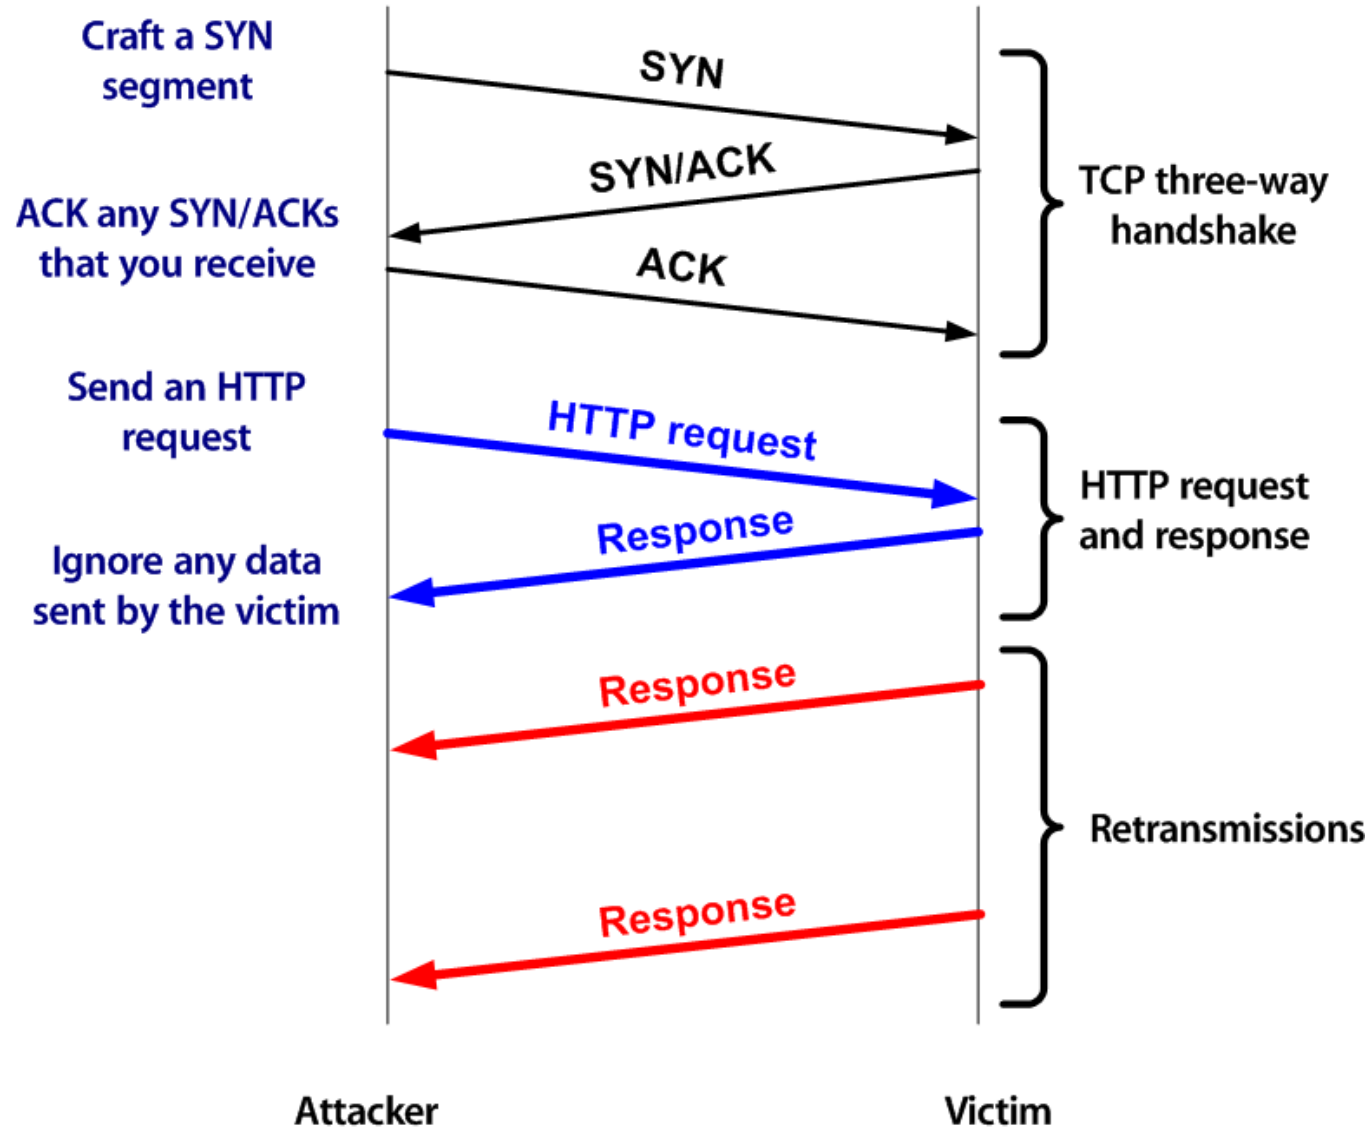 Craft a SYN
segment
SYN
SYN/ACK
TCP three-way
handshake
ACK any SYN/ACKs
that you receive
ACK
Send an HTTP
request
HTTP request
HTTP request
and response
Response
Ignore any data
sent by the victim
Response
Retransmissions
Response
Attacker
Victim